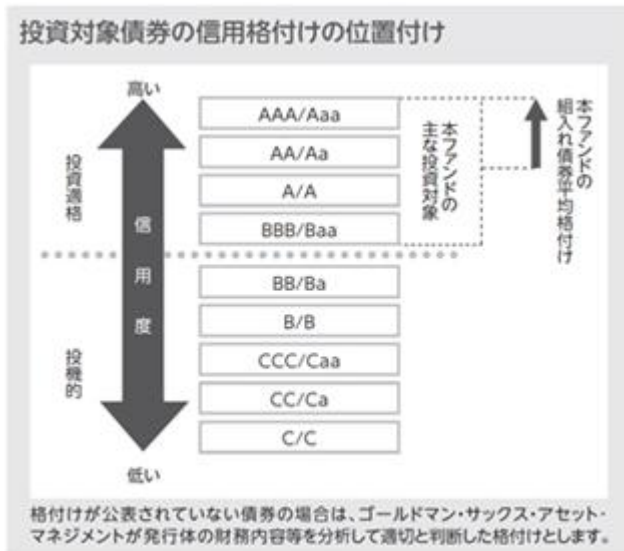 投資対象債券の信用格付けの位置付け
高い
投資適格
信用度
投機的
低い
AAA/Aaa
AA/Aa
A/A
BBB/Baa
BB/Ba
B/B
CCC/Caa
CC/Ca
C/C
本ファンドの
主な投資対象
本ファンドの
組入れ債券平均格付け
格付けが公表されていない債券の場合は、ゴールドマン・サックス・アセット・
マネジメントが発行体の財務内容等を分析して適切と判断した格付けとします。